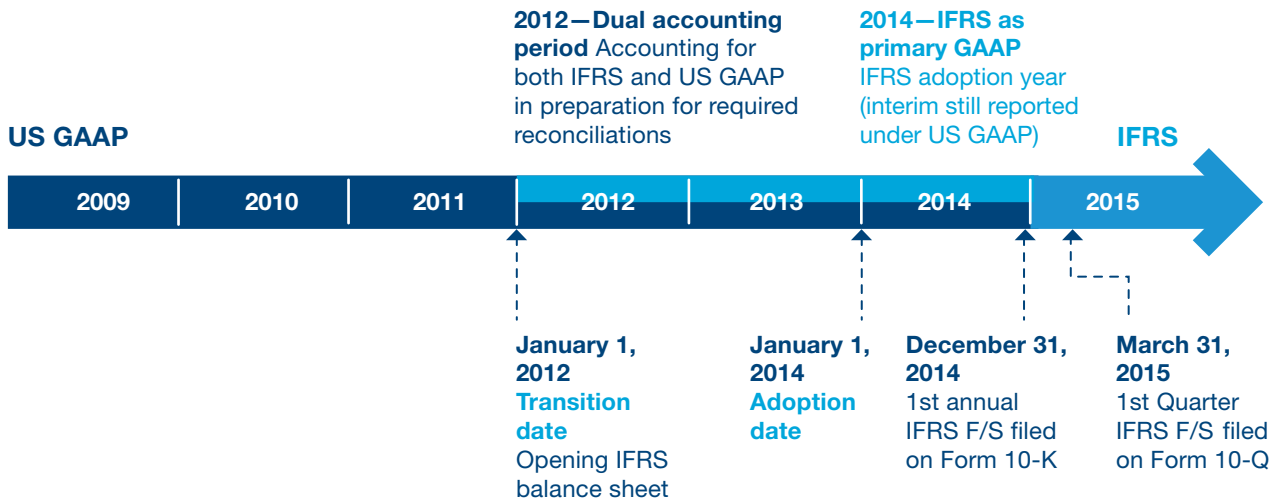 2012—Dual accounting
period Accounting for
both IFRS and US GAAP
in preparation for required
reconciliations
2014—IFRS as
primary GAAP
IFRS adoption year
(interim still reported
under US GAAP)
US GAAP
IFRS
2009
2010
2011
2012
2013
2014
2015
January 1,
2012
Transition
date
Opening IFRS
balance sheet
January 1,
2014
Adoption
date
December 31,
2014
1st annual
IFRS F/S filed
on Form 10-K
March 31,
2015
1st Quarter
IFRS F/S filed
on Form 10-Q